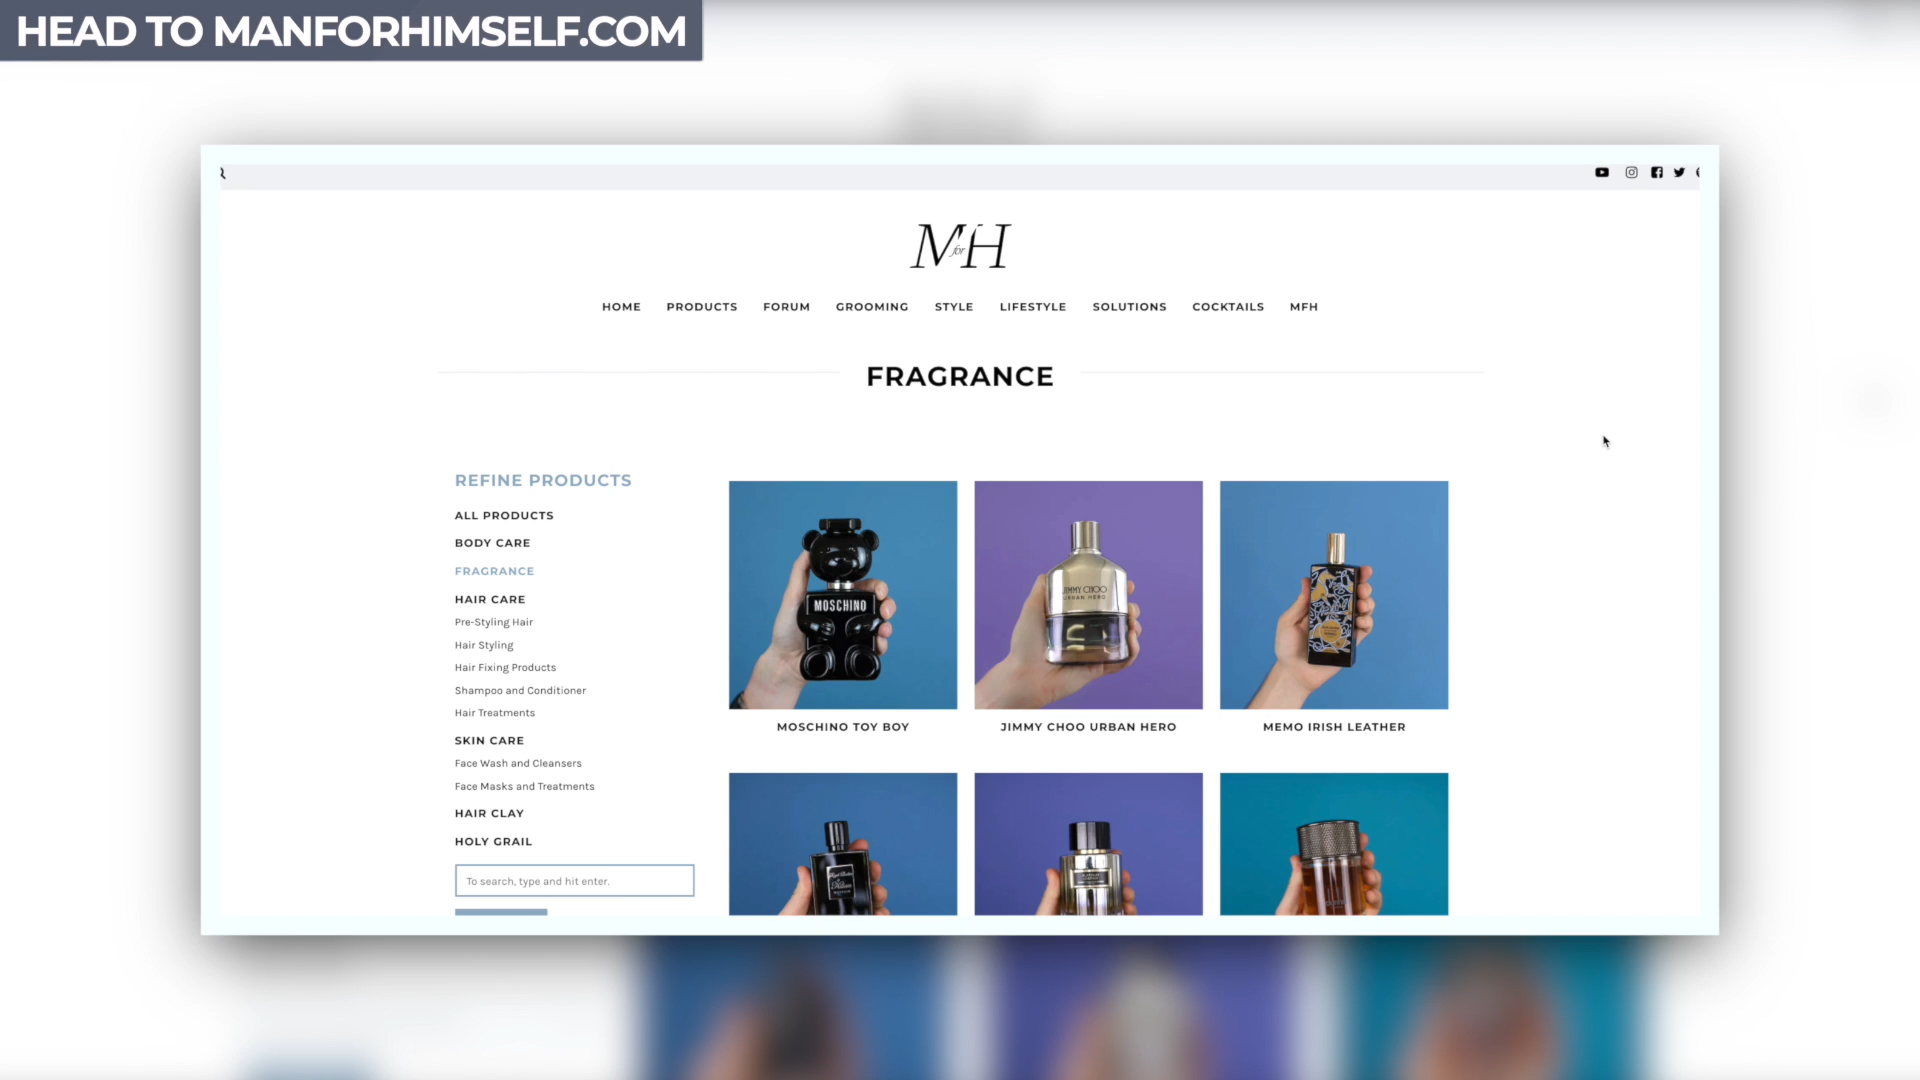 HEAD TO MANFORHIMSELF.COM
M for H
HOME PRODUCTS FORUM GROOMING STYLE LIFESTYLE SOLUTIONS COCKTAILS MFH
FRAGRANCE
REFINE PRODUCTS
ALL PRODUCTS
BODY CARE
FRAGRANCE
HAIR CARE
Pre-Styling Hair
Hair Styling
Hair Fixing Products
Shampoo and Conditioner
Hair Treatments
SKIN CARE
Face Wash and Cleansers
Face Masks and Treatments
HAIR CLAY
HOLY GRAIL
To search, type and hit enter.
MOSCHINO
JIMMY CHOO
URBAN HERO
MOSCHINO TOY BOY
JIMMY CHOO URBAN HERO
MEMO IRISH LEATHER